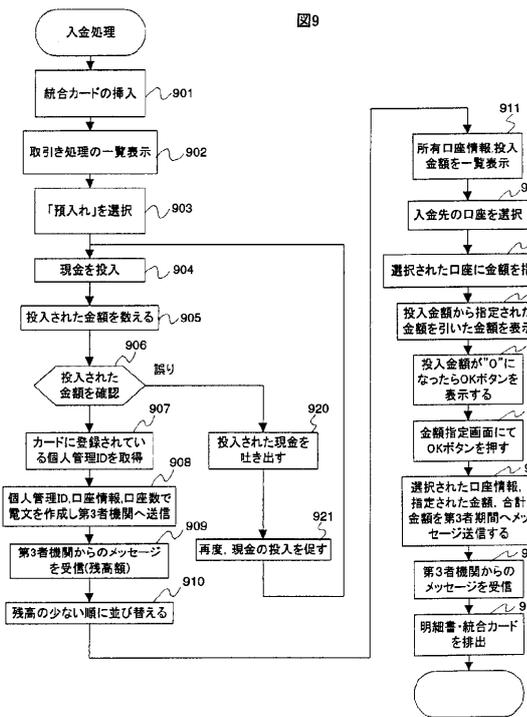 図9
入金処理
統合カードの挿入
901
取引き処理の一覧表示
902
「預入れ」を選択
903
現金を投入
904
投入された金額を数える
905
906
投入された
金額を確認
誤り
907
カードに登録されてい
る個人管理IDを取得
908
個人管理ID,口座情報,口座数で
電文を作成し第3者機関へ送信
909
第3者機関からのメッセージ
を受信(残高額)
910
残高の少ない順に並び替える
920
投入された現金を
吐き出す
921
再度,現金の投入を促す
911
所有口座情報,投入
金額を一覧表示
入金先の口座を選択
選択された口座に金額を指
投入金額から指定された
金額を引いた金額を表示
投入金額が"0"に
なったらOKボタンを
表示する
金額指定画面にて
OKボタンを押す
選択された口座情報,
指定された金額,合計
金額を第3者期間へメッ
セージ送信する
第3者機関からの
メッセージを受信
明細書・統合カード
を排出